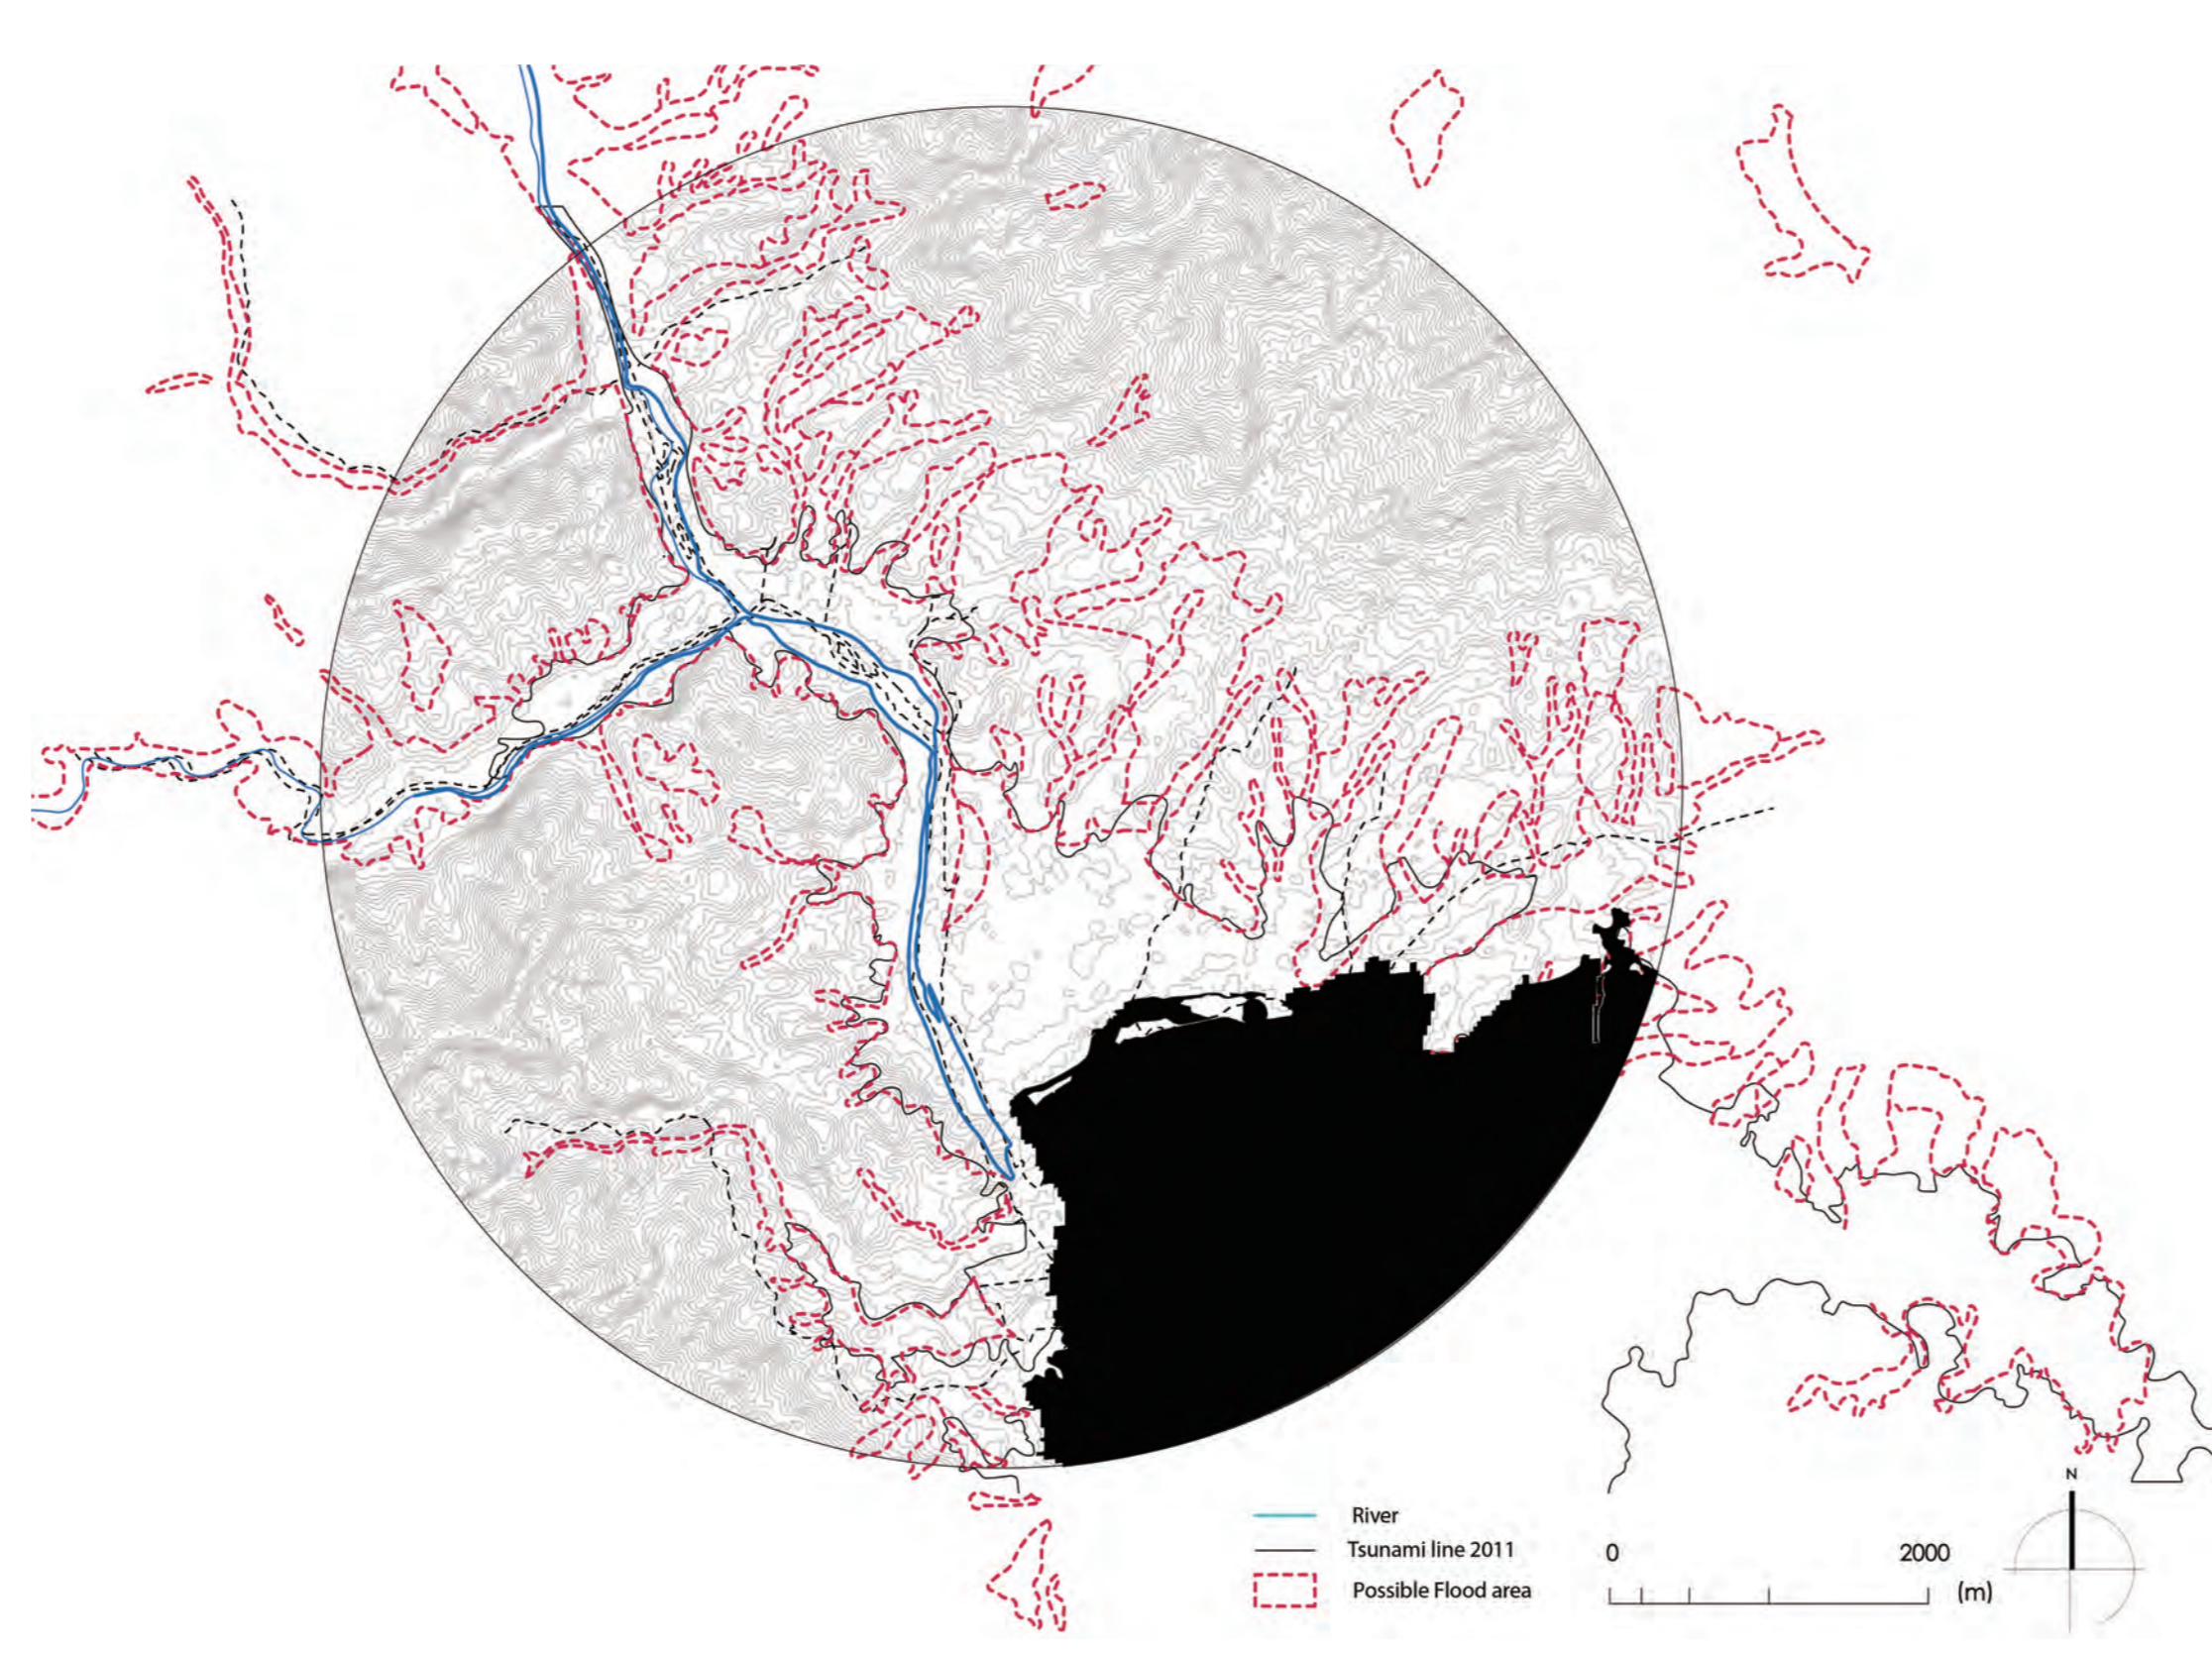 River
Tsunami line 2011
Possible Flood area
0 2000
(m)
N